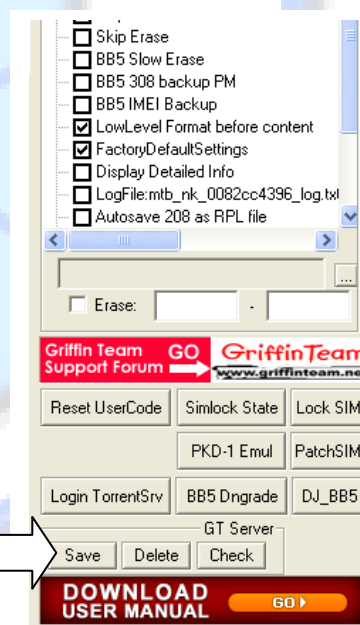 Skip Erase
BB5 Slow Erase
BB5 308 backup PM
BB5 IMEI Backup
LowLevel Format before content
FactoryDefaultSettings
Display Detailed Info
LogFile:mtb_nk_0082cc4396_log.txt
Autosave 208 as RPL file
...
Erase: -
Griffin Team GO GriffinTeam
Support Forum www.griffinteam.ne
Reset UserCode Simlock State Lock SIM
PKD-1 Emul PatchSIM
Login TorrentSrv BB5 Dngrade DJ_BB5
GT Server
Save Delete Check
DOWNLOAD
USER MANUAL GO